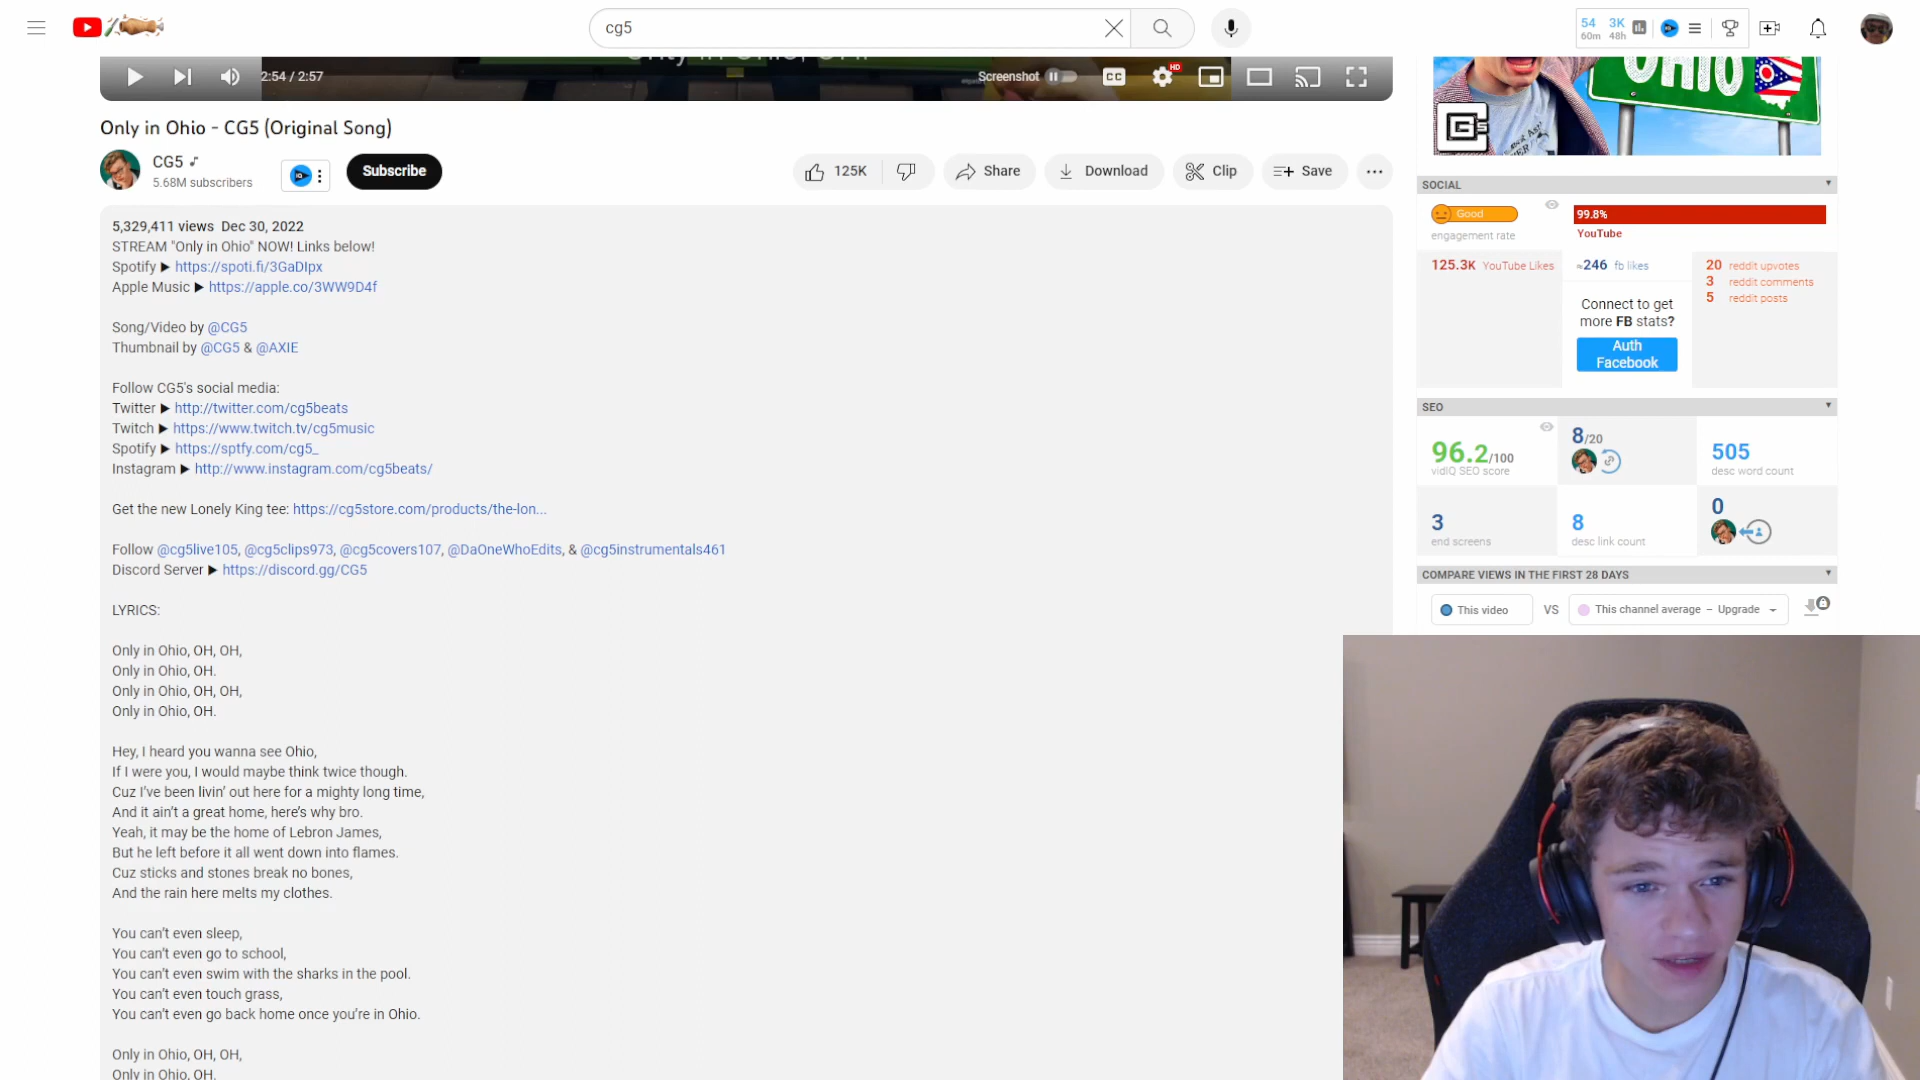 cg5
54
60m
3K
48h
2:54 / 2:57
Screenshot
CC
HD
OHIO
Only in Ohio - CG5 (Original Song)
CG5
5.68M subscribers
Subscribe
125K
Share
Download
Clip
Save
5,329,411 views Dec 30, 2022
STREAM "Only in Ohio" NOW! Links below!
Spotify ▶ https://spoti.fi/3GaDIpx
Apple Music ▶ https://apple.co/3WW9D4f
Song/Video by @CG5
Thumbnail by @CG5 & @AXIE
Follow CG5's social media:
Twitter ▶ http://twitter.com/cg5beats
Twitch ▶ https://www.twitch.tv/cg5music
Spotify ▶ https://sptfy.com/cg5_
Instagram ▶ http://www.instagram.com/cg5beats/
Get the new Lonely King tee: https://cg5store.com/products/the-lon...
Follow @cg5live105, @cg5clips973, @cg5covers107, @DaOneWhoEdits, & @cg5instrumentals461
Discord Server ▶ https://discord.gg/CG5
LYRICS:
Only in Ohio, OH, OH,
Only in Ohio, OH.
Only in Ohio, OH, OH,
Only in Ohio, OH.
Hey, I heard you wanna see Ohio,
If I were you, I would maybe think twice though.
Cuz I've been livin' out here for a mighty long time,
And it ain't a great home, here's why bro.
Yeah, it may be the home of Lebron James,
But he left before it all went down into flames.
Cuz sticks and stones break no bones,
And the rain here melts my clothes.
You can't even sleep,
You can't even go to school,
You can't even swim with the sharks in the pool.
You can't even touch grass,
You can't even go back home once you're in Ohio.
Only in Ohio, OH, OH,
Only in Ohio, OH.
SOCIAL
Good
engagement rate
99.8%
YouTube
125.3K YouTube Likes
≈246 fb likes
Connect to get
more FB stats?
Auth
Facebook
20 reddit upvotes
3 reddit comments
5 reddit posts
SEO
96.2/100
vidIQ SEO score
8/20
505
desc word count
3
end screens
8
desc link count
0
COMPARE VIEWS IN THE FIRST 28 DAYS
This video
VS
This channel average – Upgrade